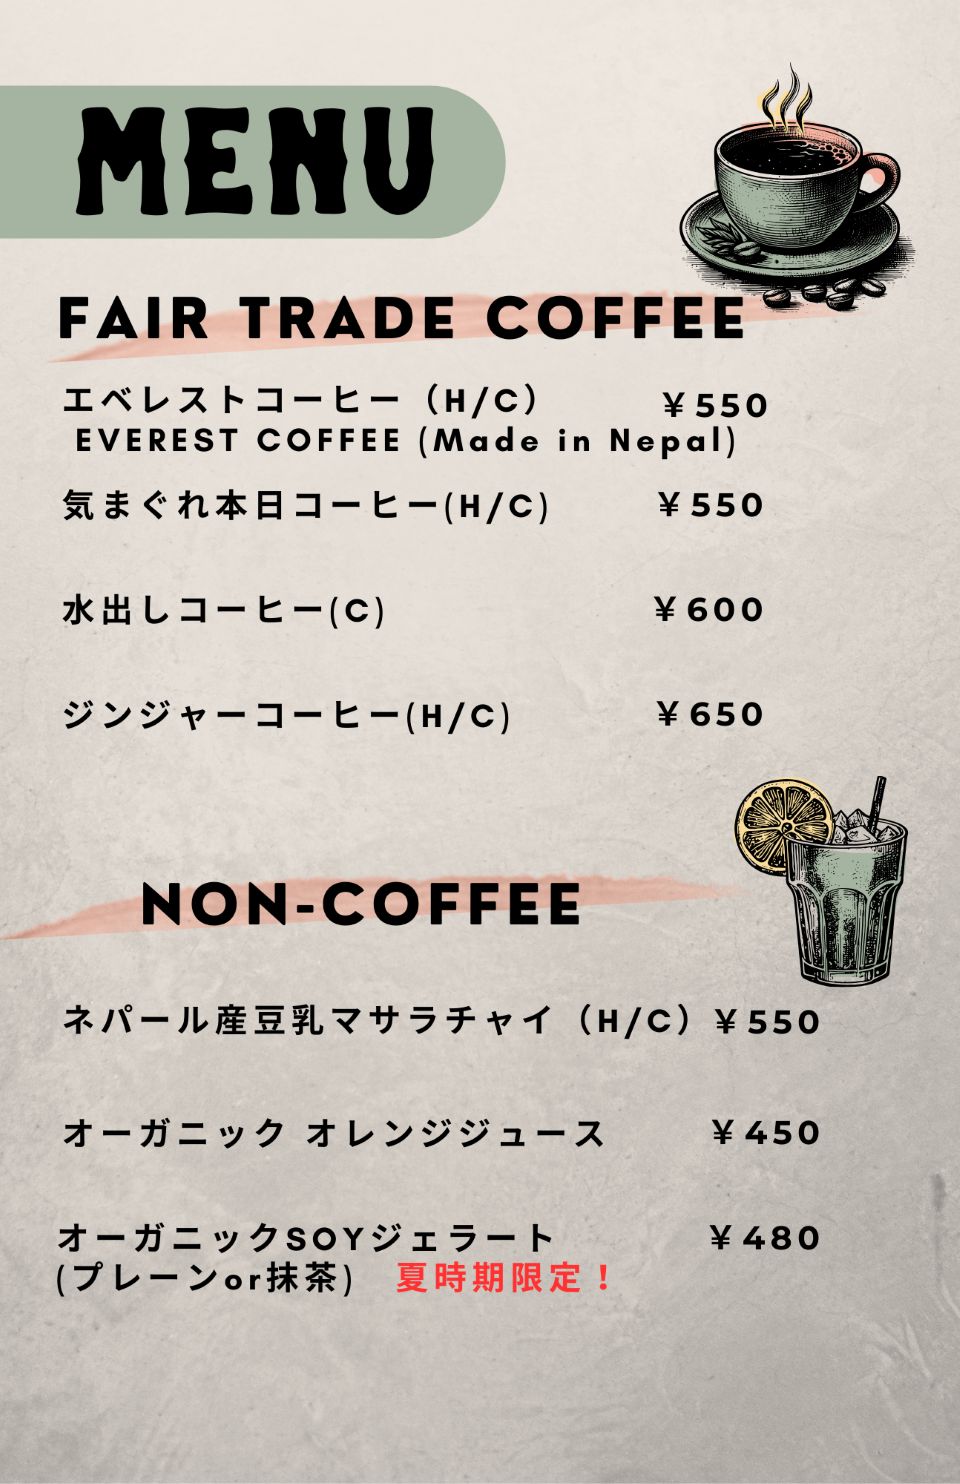 MENU
FAIR TRADE COFFEE
エベレストコーヒー（H/C） ￥550
EVEREST COFFEE (Made in Nepal)
気まぐれ本日コーヒー(H/C) ￥550
水出しコーヒー(C) ￥600
ジンジャーコーヒー(H/C) ￥650
NON-COFFEE
ネパール産豆乳マサラチャイ（H/C）￥550
オーガニック オレンジジュース ￥450
オーガニックSOYジェラート ￥480
(プレーンor抹茶) 夏時期限定！